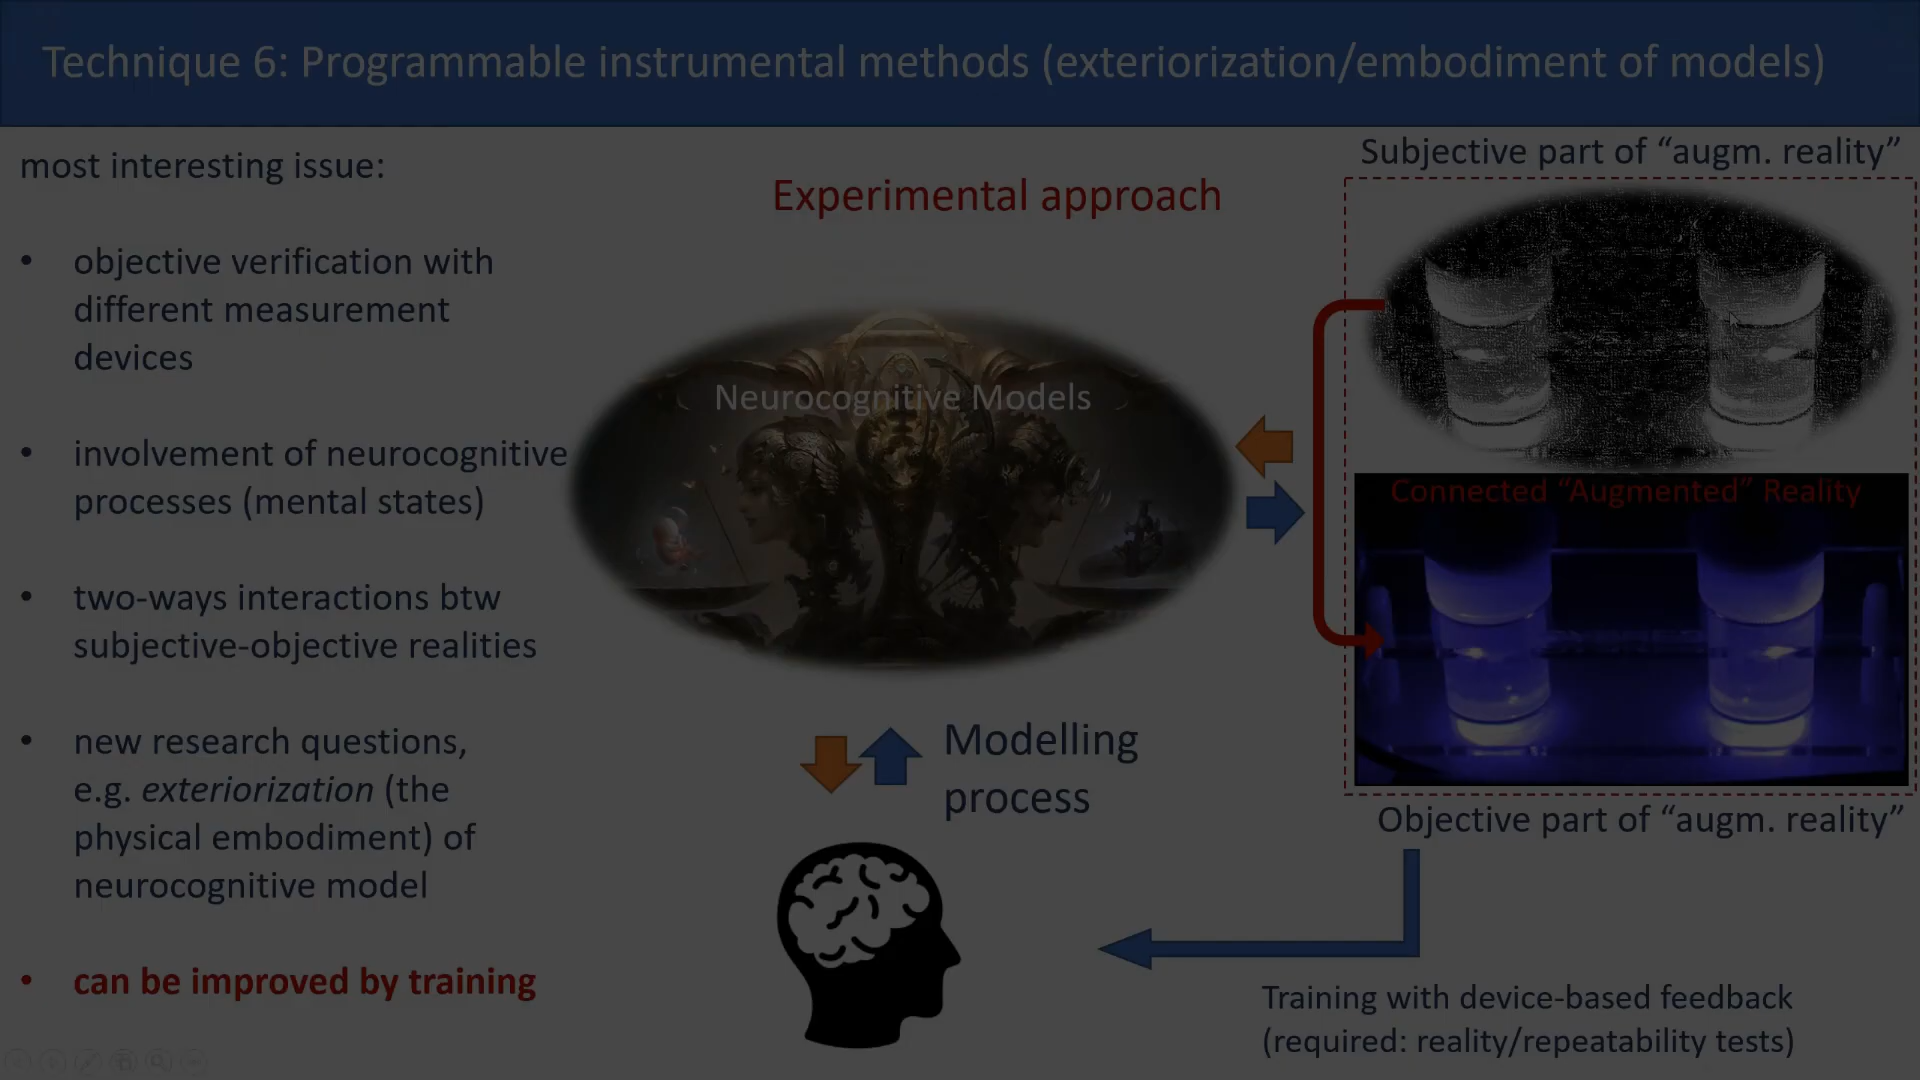 Technique 6: Programmable instrumental methods (exteriorization/embodiment of models)
most interesting issue:
• objective verification with
different measurement
devices
• involvement of neurocognitive
processes (mental states)
• two-ways interactions btw
subjective-objective realities
• new research questions,
e.g. exteriorization (the
physical embodiment) of
neurocognitive model
• can be improved by training
Experimental approach
Neurocognitive Models
Modelling
process
Subjective part of “augm. reality”
Connected “Augmented” Reality
Objective part of “augm. reality”
Training with device-based feedback
(required: reality/repeatability tests)